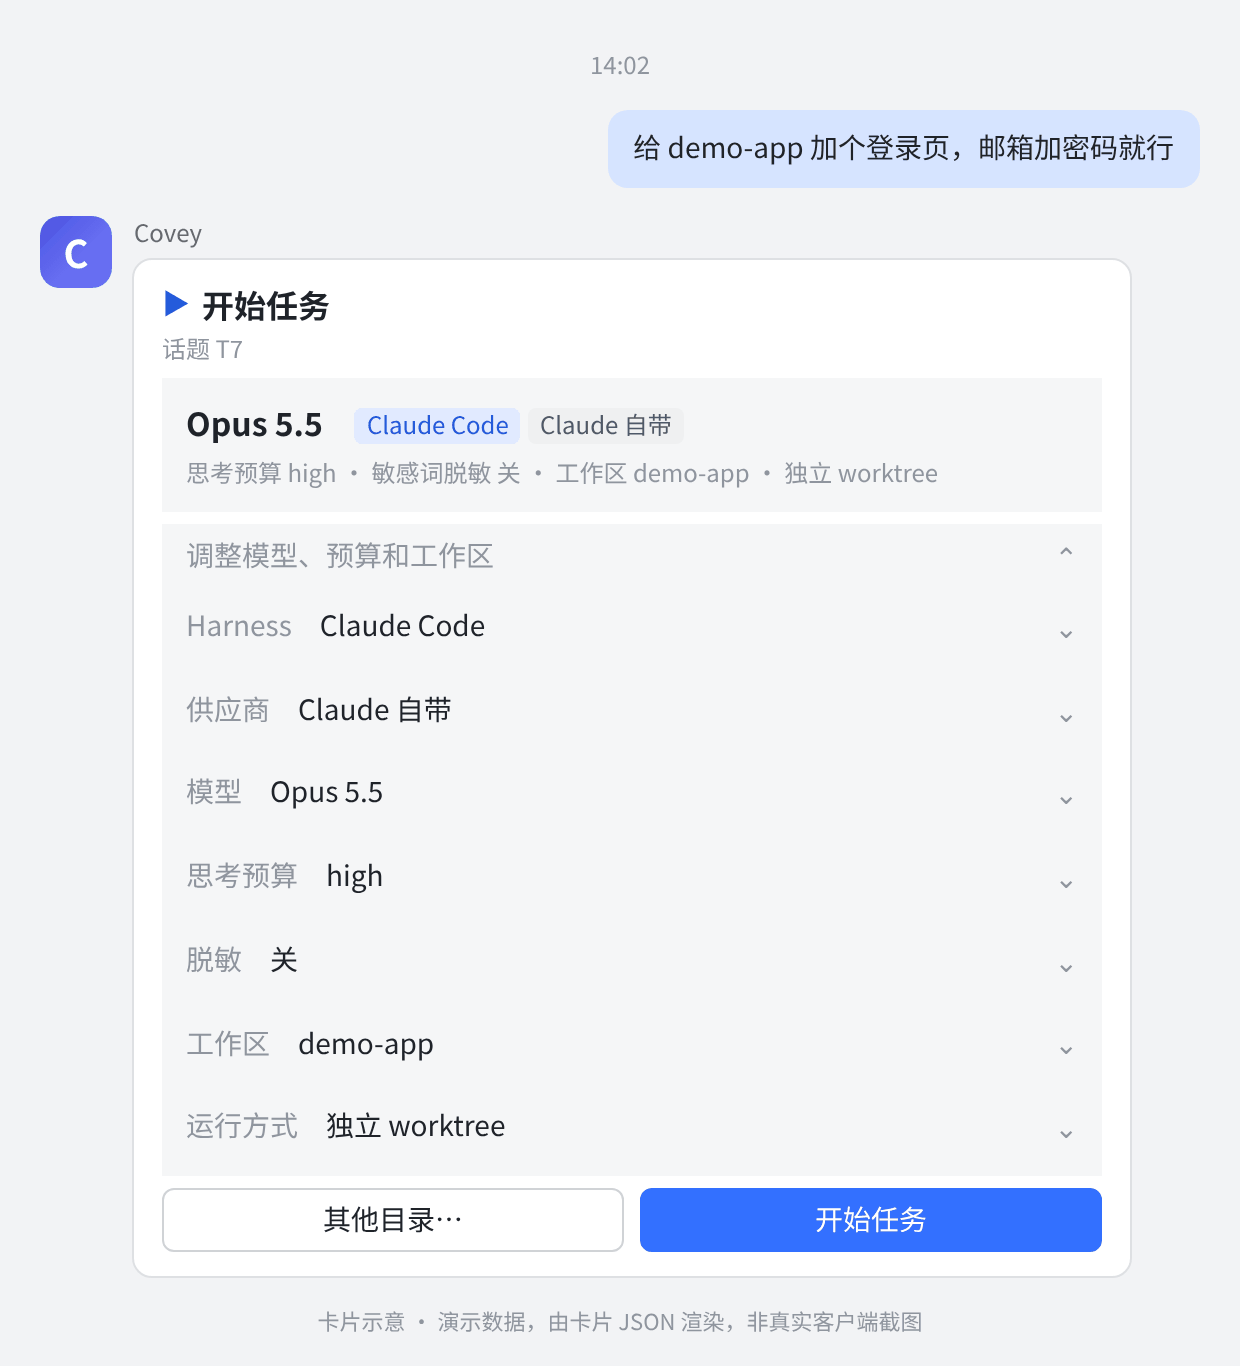 14:02
给 demo-app 加个登录页，邮箱加密码就行
C
Covey
开始任务
话题 T7
Opus 5.5 Claude Code Claude 自带
思考预算 high · 敏感词脱敏 关 · 工作区 demo-app · 独立 worktree
调整模型、预算和工作区
Harness Claude Code
供应商 Claude 自带
模型 Opus 5.5
思考预算 high
脱敏 关
工作区 demo-app
运行方式 独立 worktree
其他目录…
开始任务
卡片示意 · 演示数据，由卡片 JSON 渲染，非真实客户端截图